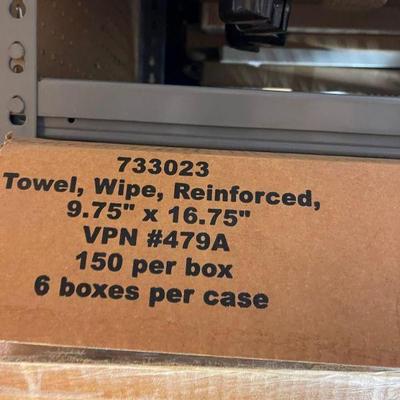 733023
Towel, Wipe, Reinforced,
9.75" x 16.75"
VPN #479A
150 per box
6 boxes per case